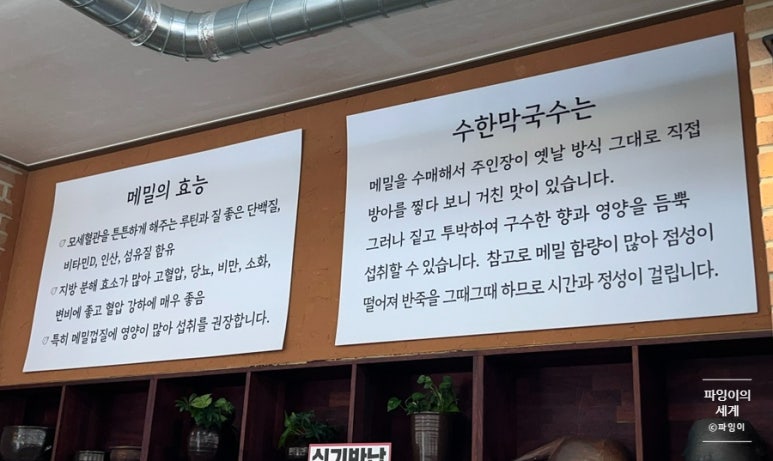 메밀의 효능
모세혈관을 튼튼하게 해주는 루틴과 질 좋은 단백질,
비타민D, 인산, 섬유질 함유
지방 분해 효소가 많아 고혈압, 당뇨, 비만, 소화,
변비에 좋고 혈압 강하에 매우 좋음
특히 메밀껍질에 영양이 많아 섭취를 권장합니다.
수한막국수는
메밀을 수매해서 주인장이 옛날 방식 그대로 직접
방아를 찧다 보니 거친 맛이 있습니다.
그러나 짙고 투박하여 구수한 향과 영양을 듬뿍
섭취할 수 있습니다. 참고로 메밀 함량이 많아 점성이
떨어져 반죽을 그때그때 하므로 시간과 정성이 걸립니다.
식기반납
파잉이의
세계
©파잉이